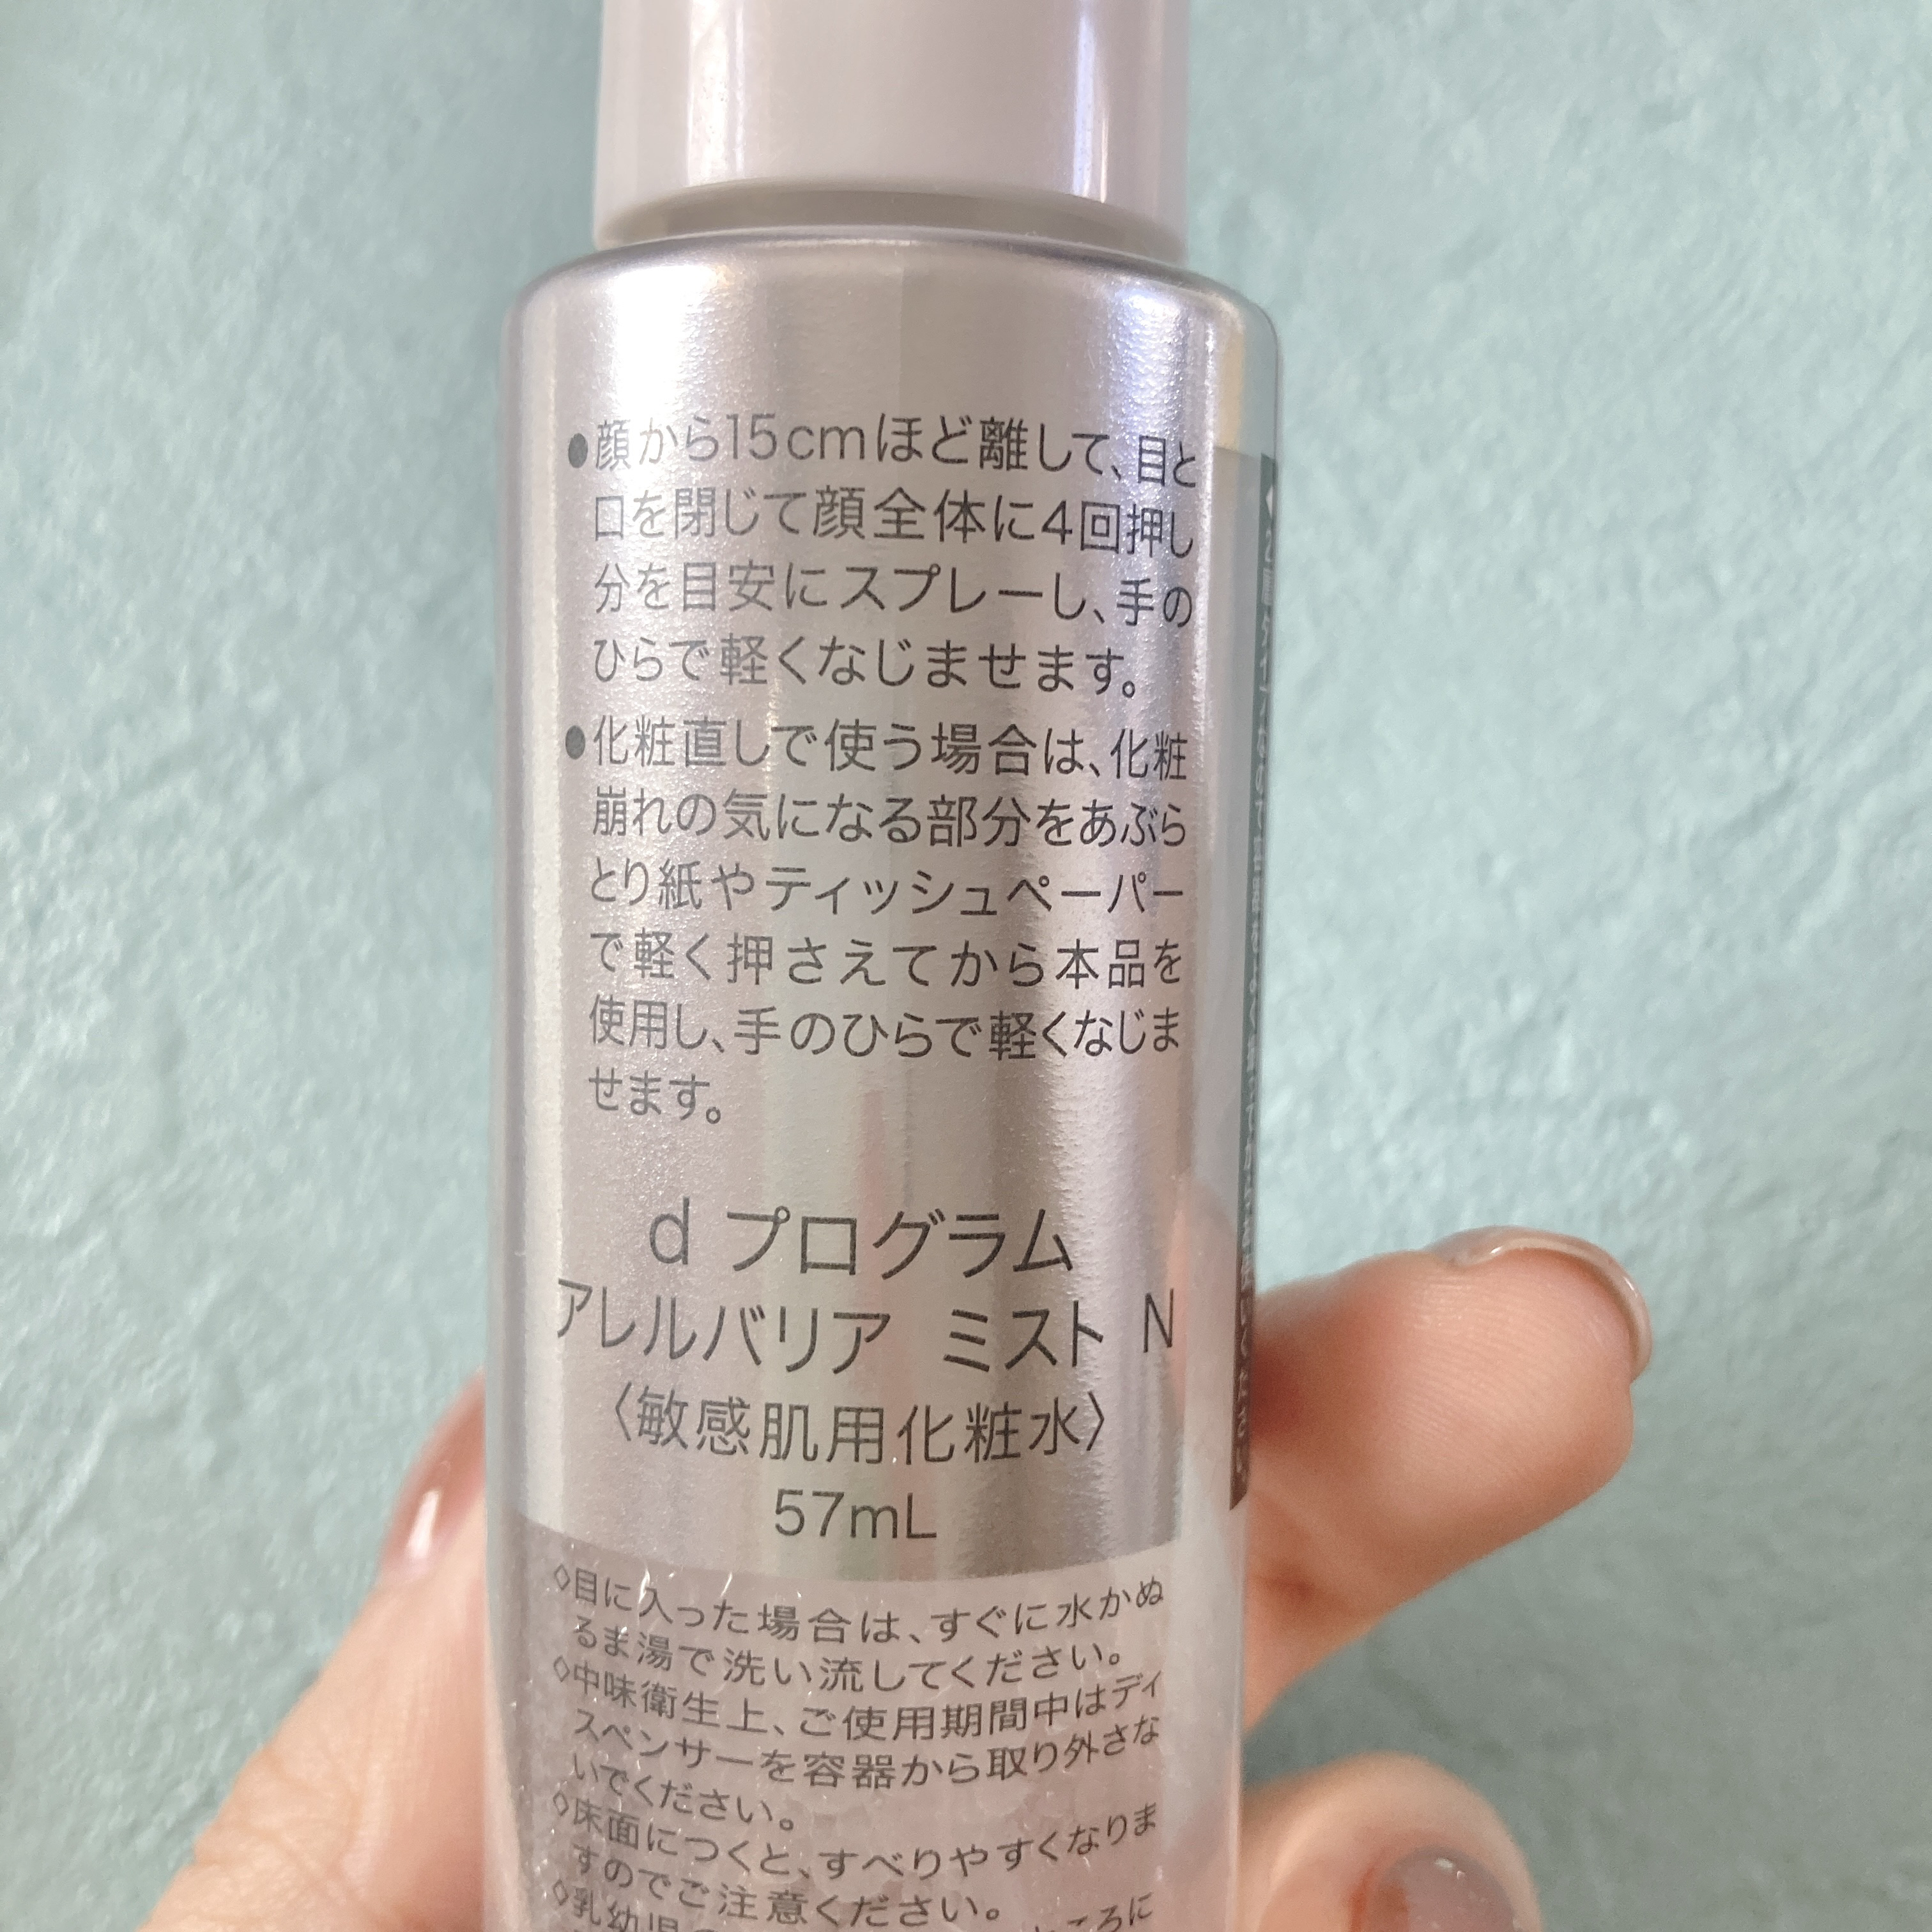 ●顔から15cmほど離して、目と
口を閉じて顔全体に4回押し
分を目安にスプレーし、手の
ひらで軽くなじませます。
●化粧直しで使う場合は、化粧
崩れの気になる部分をあぶら
とり紙やティッシュペーパー
で軽く押さえてから本品を
使用し、手のひらで軽くなじま
せます。
d プログラム
アレルバリア ミスト N
〈敏感肌用化粧水〉
57mL
◇目に入った場合は、すぐに水かぬ
るま湯で洗い流してください。
◇中味衛生上、ご使用期間中はディ
スペンサーを容器から取り外さな
いでください。
◇床面につくと、すべりやすくなりま
すのでご注意ください。
◇乳幼児の
ころに